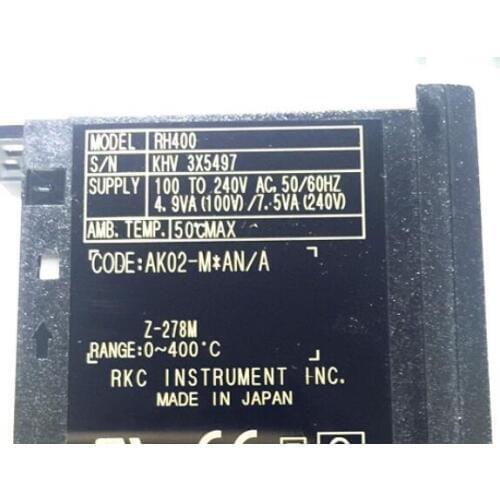 MODEL RH400
S/N KHV 3X5497
SUPPLY 100 TO 240V AC, 50/60HZ
4.9VA(100V)/7.5VA(240V)
AMB. TEMP. 50℃MAX
CODE:AK02-M*AN/A
Z-278M
RANGE:0~400°C
RKC INSTRUMENT INC.
MADE IN JAPAN